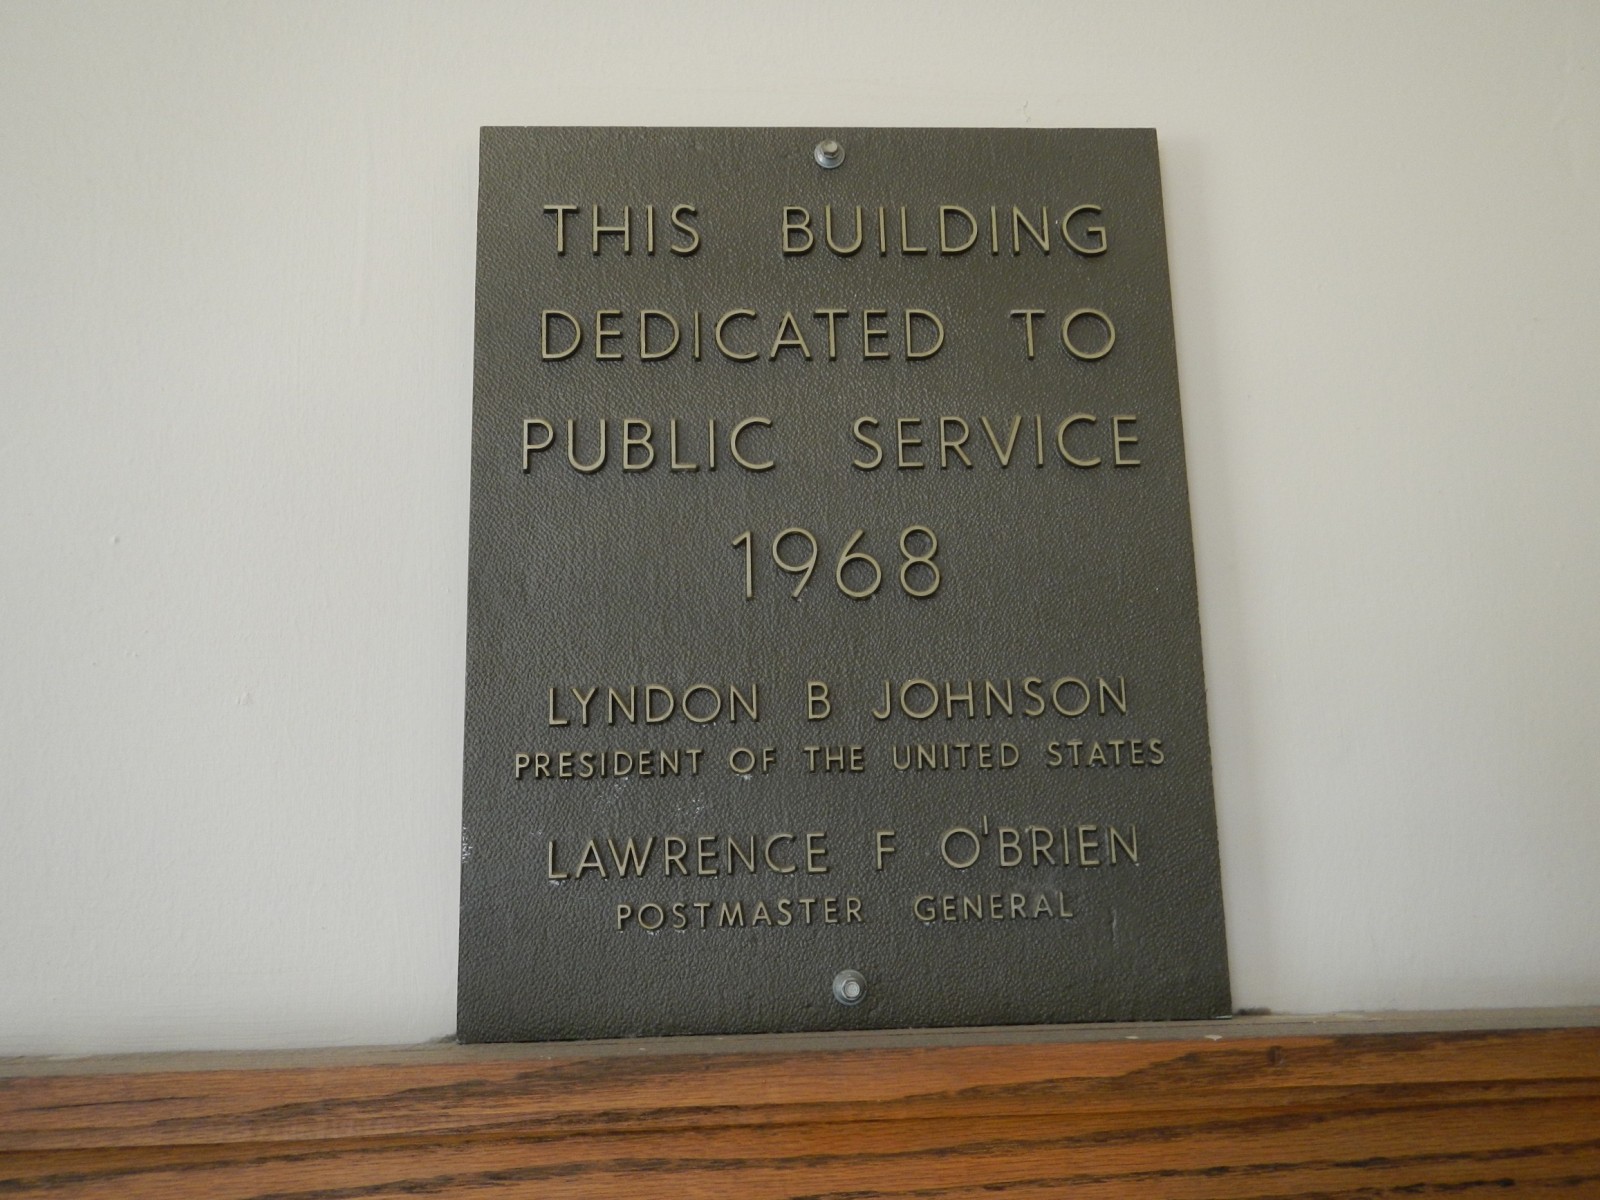 THIS BUILDING
DEDICATED TO
PUBLIC SERVICE
1968
LYNDON B JOHNSON
PRESIDENT OF THE UNITED STATES
LAWRENCE F O'BRIEN
POSTMASTER GENERAL